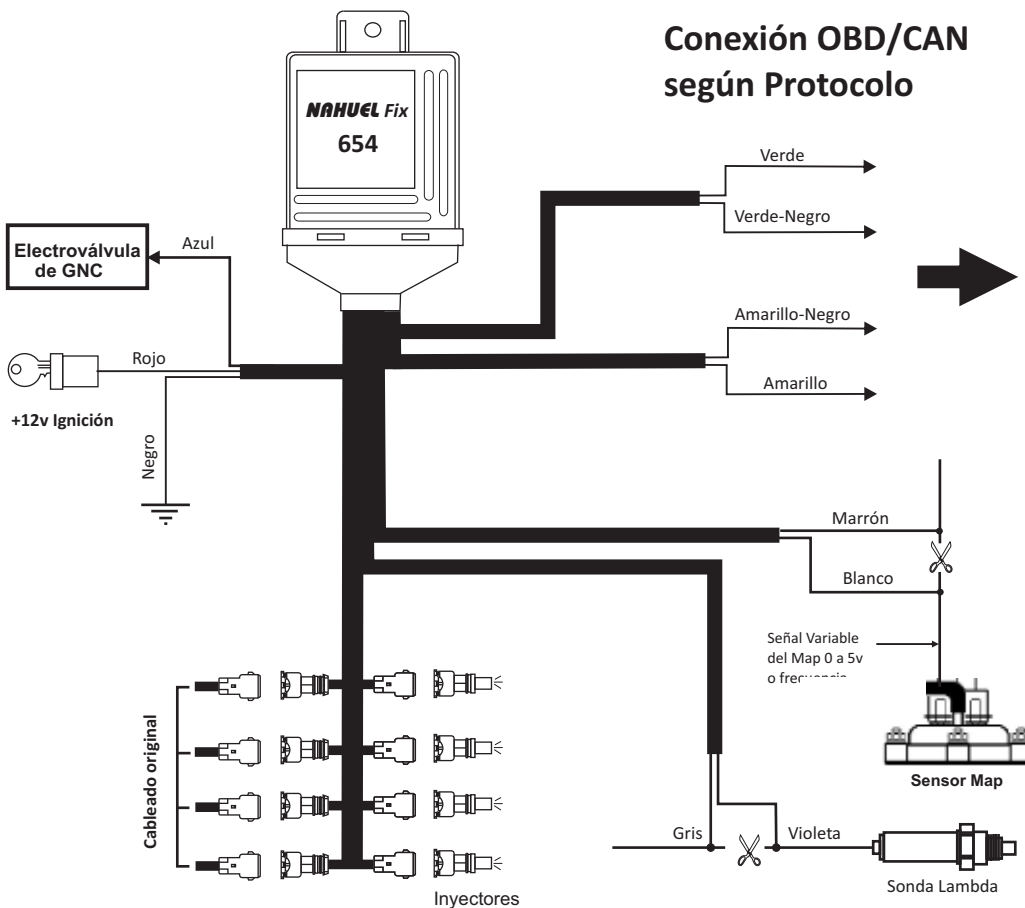 Conexión OBD/CAN
según Protocolo
NAHUEL Fix
654
Verde
Verde-Negro
Electroválvula
de GNC
Azul
Amarillo-Negro
Rojo
Amarillo
+12v Ignición
Negro
Marrón
Blanco
Señal Variable
del Map 0 a 5v
o frecuencia
Sensor Map
Cableado original
Gris
Violeta
Sonda Lambda
Inyectores